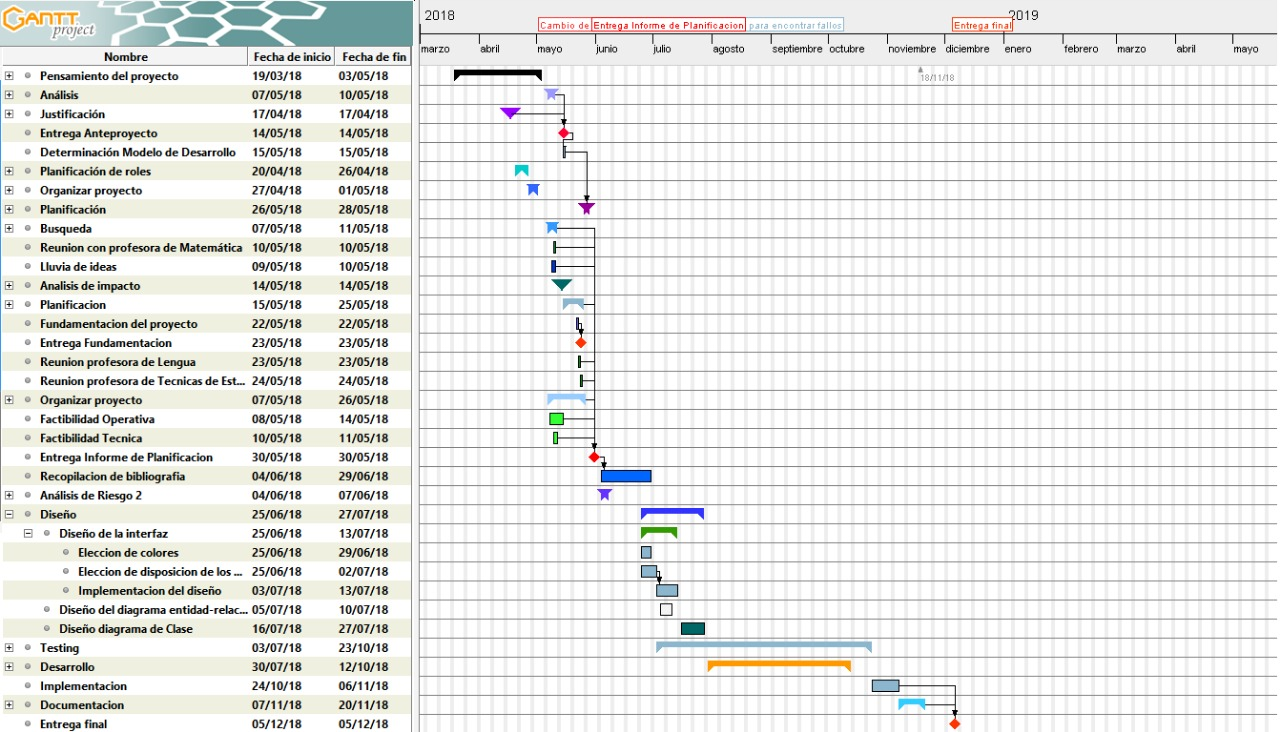 GANTT
project
2018
2019
Cambio de
Entrega Informe de Planificacion
para encontrar fallos
Entrega final
marzo abril mayo junio julio agosto septiembre octubre noviembre diciembre enero febrero marzo abril mayo
18/11/18
Nombre Fecha de inicio Fecha de fin
Pensamiento del proyecto 19/03/18 03/05/18
Análisis 07/05/18 10/05/18
Justificación 17/04/18 17/04/18
Entrega Anteproyecto 14/05/18 14/05/18
Determinación Modelo de Desarrollo 15/05/18 15/05/18
Planificación de roles 20/04/18 26/04/18
Organizar proyecto 27/04/18 01/05/18
Planificación 26/05/18 28/05/18
Busqueda 07/05/18 11/05/18
Reunion con profesora de Matemática 10/05/18 10/05/18
Lluvia de ideas 09/05/18 10/05/18
Analisis de impacto 14/05/18 14/05/18
Planificacion 15/05/18 25/05/18
Fundamentacion del proyecto 22/05/18 22/05/18
Entrega Fundamentacion 23/05/18 23/05/18
Reunion profesora de Lengua 23/05/18 23/05/18
Reunion profesora de Tecnicas de Est... 24/05/18 24/05/18
Organizar proyecto 07/05/18 26/05/18
Factibilidad Operativa 08/05/18 14/05/18
Factibilidad Tecnica 10/05/18 11/05/18
Entrega Informe de Planificacion 30/05/18 30/05/18
Recopilacion de bibliografia 04/06/18 29/06/18
Análisis de Riesgo 2 04/06/18 07/06/18
Diseño 25/06/18 27/07/18
Diseño de la interfaz 25/06/18 13/07/18
Eleccion de colores 25/06/18 29/06/18
Eleccion de disposicion de los ... 25/06/18 02/07/18
Implementacion del diseño 03/07/18 13/07/18
Diseño del diagrama entidad-relac... 05/07/18 10/07/18
Diseño diagrama de Clase 16/07/18 27/07/18
Testing 03/07/18 23/10/18
Desarrollo 30/07/18 12/10/18
Implementacion 24/10/18 06/11/18
Documentacion 07/11/18 20/11/18
Entrega final 05/12/18 05/12/18